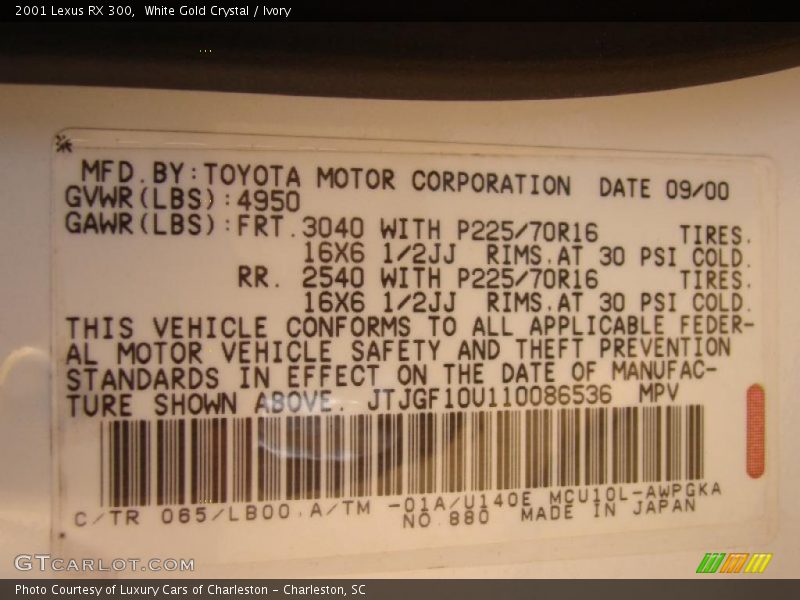 2001 Lexus RX 300,  White Gold Crystal / Ivory
MFD.BY:TOYOTA MOTOR CORPORATION  DATE 09/00
GVWR(LBS):4950
GAWR(LBS):FRT.3040 WITH P225/70R16 TIRES.
16X6 1/2JJ RIMS.AT 30 PSI COLD.
RR. 2540 WITH P225/70R16 TIRES.
16X6 1/2JJ RIMS.AT 30 PSI COLD.
THIS VEHICLE CONFORMS TO ALL APPLICABLE FEDER-
AL MOTOR VEHICLE SAFETY AND THEFT PREVENTION
STANDARDS IN EFFECT ON THE DATE OF MANUFAC-
TURE SHOWN ABOVE. JTJGF10U110086536 MPV
C/TR 065/LB00.A/TM -01A/U140E MCU10L-AWPGKA
NO.880 MADE IN JAPAN
GTCARLOT.COM
Photo Courtesy of Luxury Cars of Charleston - Charleston, SC